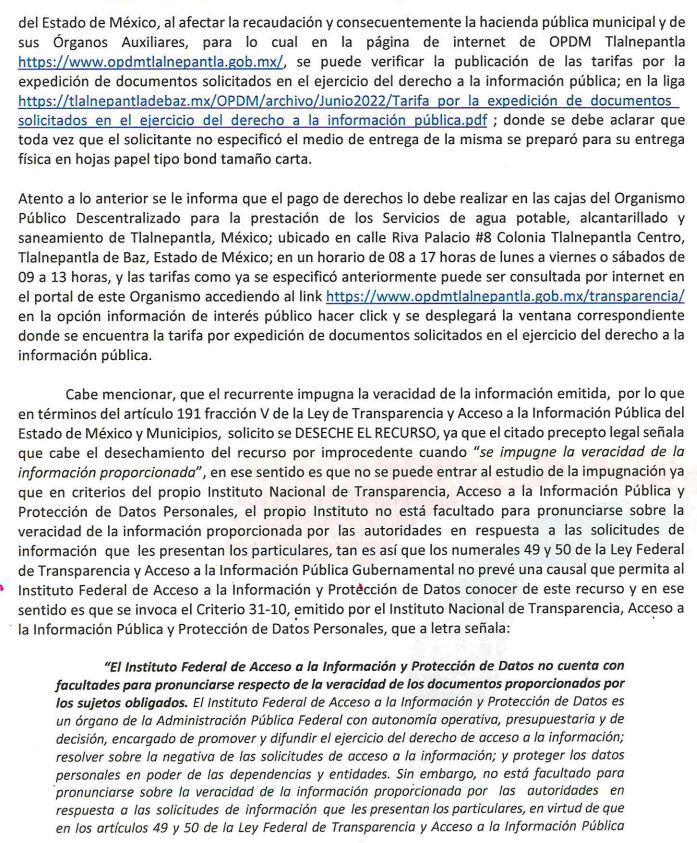 del Estado de México, al afectar la recaudación y consecuentemente la hacienda pública municipal y de
sus Órganos Auxiliares, para lo cual en la página de internet de OPDM Tlalnepantla
https://www.opdmtlalnepantla.gob.mx/, se puede verificar la publicación de las tarifas por la
expedición de documentos solicitados en el ejercicio del derecho a la información pública; en la liga
https://tlalnepantladebaz.mx/OPDM/archivo/Junio2022/Tarifa_por_la_expedición_de_documentos_
solicitados_en_el_ejercicio_del_derecho_a_la_información_pública.pdf ; donde se debe aclarar que
toda vez que el solicitante no especificó el medio de entrega de la misma se preparó para su entrega
física en hojas papel tipo bond tamaño carta.
Atento a lo anterior se le informa que el pago de derechos lo debe realizar en las cajas del Organismo
Público Descentralizado para la prestación de los Servicios de agua potable, alcantarillado y
saneamiento de Tlalnepantla, México; ubicado en calle Riva Palacio #8 Colonia Tlalnepantla Centro,
Tlalnepantla de Baz, Estado de México; en un horario de 08 a 17 horas de lunes a viernes o sábados de
09 a 13 horas, y las tarifas como ya se especificó anteriormente puede ser consultada por internet en
el portal de este Organismo accediendo al link https://www.opdmtlalnepantla.gob.mx/transparencia/
en la opción información de interés público hacer click y se desplegará la ventana correspondiente
donde se encuentra la tarifa por expedición de documentos solicitados en el ejercicio del derecho a la
información pública.
Cabe mencionar, que el recurrente impugna la veracidad de la información emitida, por lo que
en términos del artículo 191 fracción V de la Ley de Transparencia y Acceso a la Información Pública del
Estado de México y Municipios, solicito se DESECHE EL RECURSO, ya que el citado precepto legal señala
que cabe el desechamiento del recurso por improcedente cuando "se impugne la veracidad de la
información proporcionada", en ese sentido es que no se puede entrar al estudio de la impugnación ya
que en criterios del propio Instituto Nacional de Transparencia, Acceso a la Información Pública y
Protección de Datos Personales, el propio Instituto no está facultado para pronunciarse sobre la
veracidad de la información proporcionada por las autoridades en respuesta a las solicitudes de
información que les presentan los particulares, tan es así que los numerales 49 y 50 de la Ley Federal
de Transparencia y Acceso a la Información Pública Gubernamental no prevé una causal que permita al
Instituto Federal de Acceso a la Información y Protección de Datos conocer de este recurso y en ese
sentido es que se invoca el Criterio 31-10, emitido por el Instituto Nacional de Transparencia, Acceso a
la Información Pública y Protección de Datos Personales, que a letra señala:
"El Instituto Federal de Acceso a la Información y Protección de Datos no cuenta con
facultades para pronunciarse respecto de la veracidad de los documentos proporcionados por
los sujetos obligados. El Instituto Federal de Acceso a la Información y Protección de Datos es
un órgano de la Administración Pública Federal con autonomía operativa, presupuestaria y de
decisión, encargado de promover y difundir el ejercicio del derecho de acceso a la información;
resolver sobre la negativa de las solicitudes de acceso a la información; y proteger los datos
personales en poder de las dependencias y entidades. Sin embargo, no está facultado para
pronunciarse sobre la veracidad de la información proporcionada por las autoridades en
respuesta a las solicitudes de información que les presentan los particulares, en virtud de que
en los artículos 49 y 50 de la Ley Federal de Transparencia y Acceso a la Información Pública